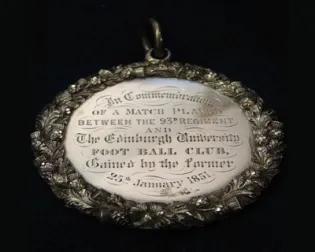 In Commemoration
OF A MATCH PLAYED
BETWEEN THE 93D REGIMENT
AND
The Edinburgh University
FOOT BALL CLUB,
Gained by the former
25th January 1851.